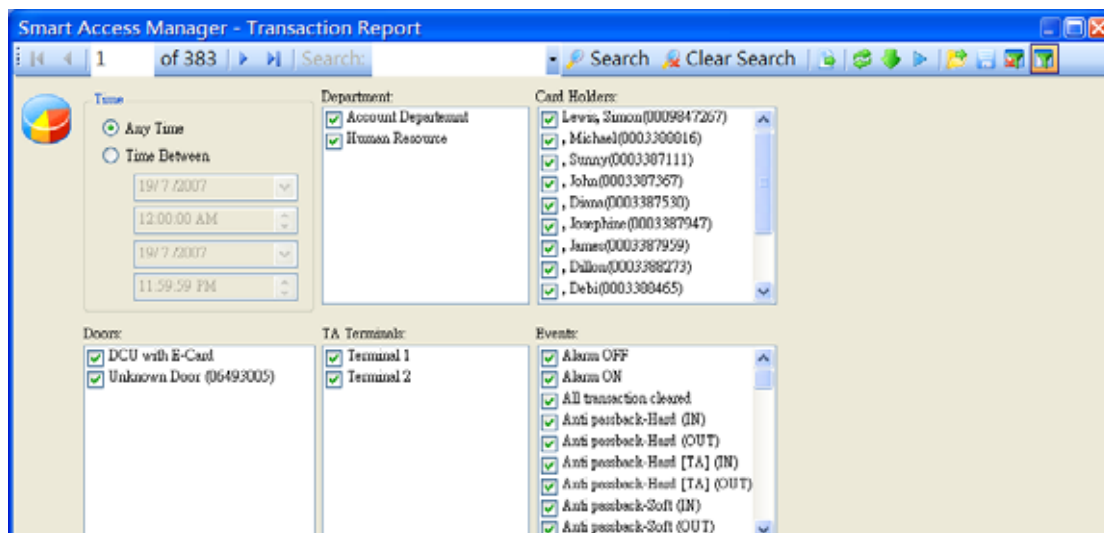 Smart Access Manager - Transaction Report
1 of 383 Search: Search Clear Search
Time
Any Time
Time Between
19/ 7 /2007
12:00:00 AM
19/ 7 /2007
11:59:59 PM
Department:
Account Departemnt
Human Resource
Card Holders:
Lewis, Simon(0009847267)
, Michael(0003388816)
, Sunny(0003387111)
, John(0003387367)
, Diana(0003387530)
, Josephine(0003387947)
, James(0003387959)
, Dillon(0003388273)
, Debi(0003388465)
Doors:
DCU with E-Card
Unknown Door (06493005)
TA Terminals:
Terminal 1
Terminal 2
Events:
Alarm OFF
Alarm ON
All transaction cleared
Anti passback-Hard (IN)
Anti passback-Hard (OUT)
Anti passback-Hard [TA] (IN)
Anti passback-Hard [TA] (OUT)
Anti passback-Soft (IN)
Anti passback-Soft (OUT)